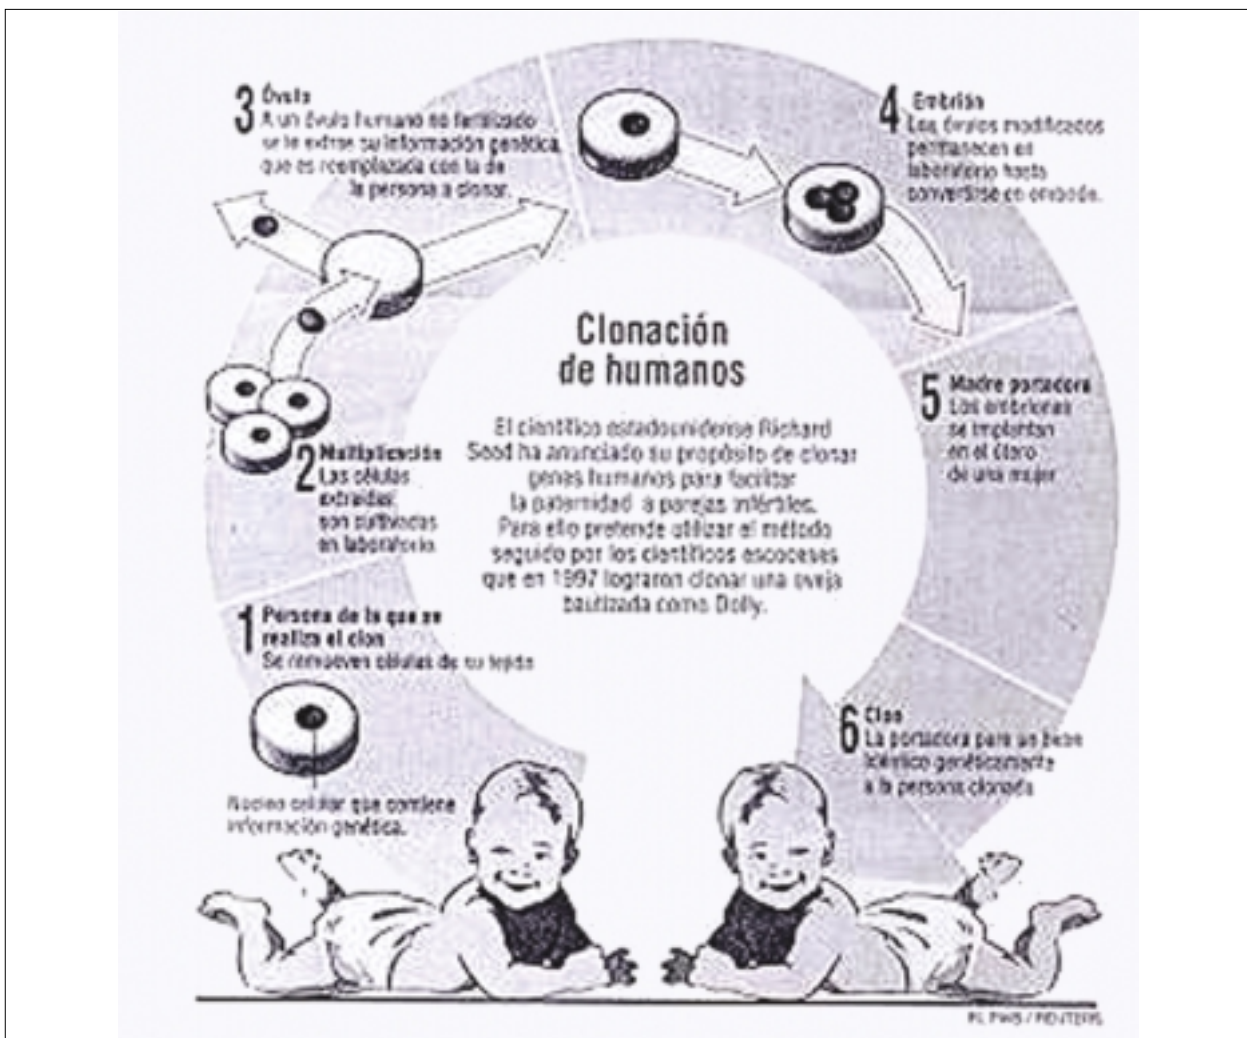 Clonación
de humanos
El científico estadounidense Richard
Seed ha anunciado su propósito de clonar
genes humanos para facilitar
la paternidad a parejas infértiles.
Para ello pretende utilizar el método
seguido por los científicos escoceses
que en 1997 lograron clonar una oveja
bautizada como Dolly.
1 Persona de la que se
realiza el clon
Se remueven células de su tejido
Núcleo celular que contiene
información genética.
2 Multiplicación
Las células
extraídas
son cultivadas
en laboratorio
3 Óvulo
A un óvulo humano no fertilizado
se le extrae su información genética
que es reemplazada con la de
la persona a clonar.
4 Embrión
Los óvulos modificados
permanecen en
laboratorio hasta
convertirse en
5 Madre portadora
Los embriones
se implantan
en el útero
de una mujer
6 Clon
La portadora pare un bebé
idéntico genéticamente
a la persona clonada
/ REUTERS